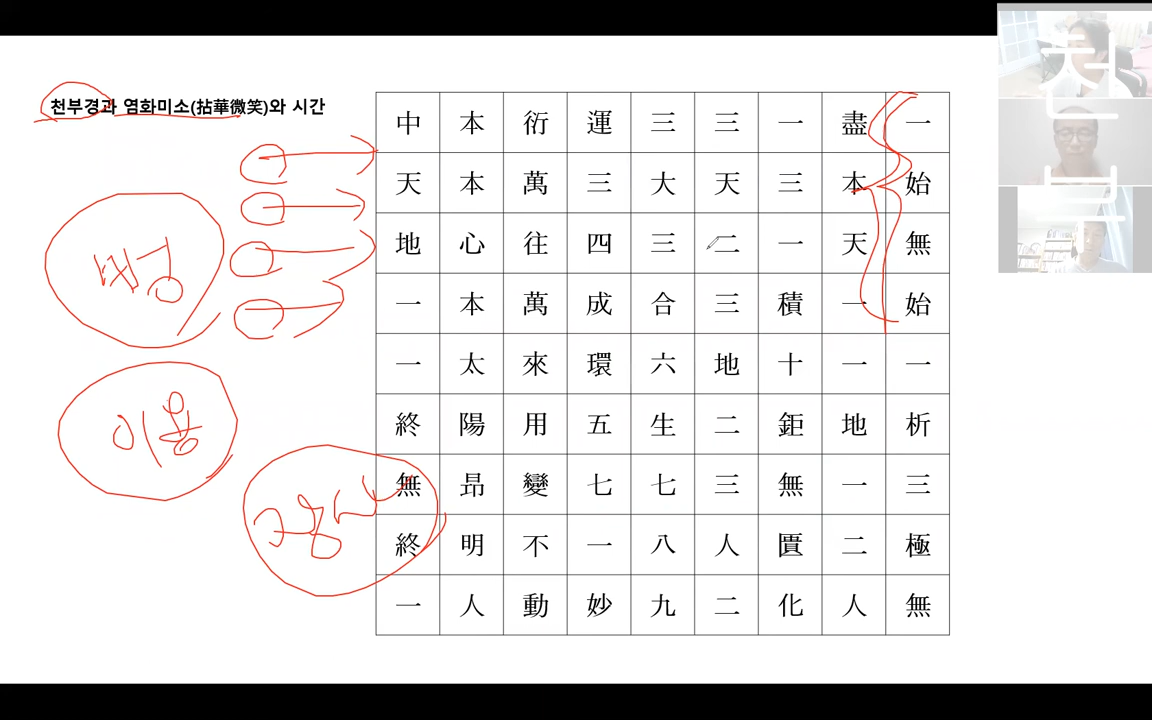 천부경과 염화미소(拈華微笑)와 시간
中 本 衍 運 三 三 一 盡 一
天 本 萬 三 大 天 三 本 始
地 心 往 四 三 二 一 天 無
一 本 萬 成 合 三 積 一 始
一 太 來 環 六 地 十 一 一
終 陽 用 五 生 二 鉅 地 析
無 昻 變 七 七 三 無 一 三
終 明 不 一 八 人 匱 二 極
一 人 動 妙 九 二 化 人 無
이용